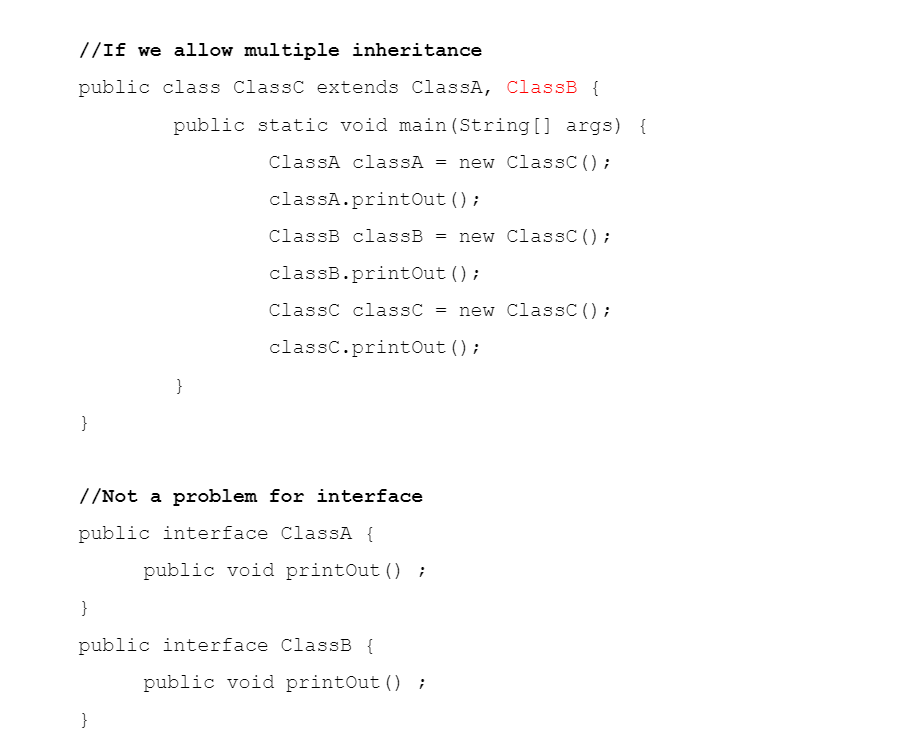 //If we allow multiple inheritance
public class ClassC extends ClassA, ClassB {
public static void main(String[] args) {
ClassA classA = new ClassC();
classA.printOut();
ClassB classB = new ClassC();
classB.printOut();
ClassC classC = new ClassC();
classC.printOut();
}
}
//Not a problem for interface
public interface ClassA {
public void printOut() ;
}
public interface ClassB {
public void printOut() ;
}